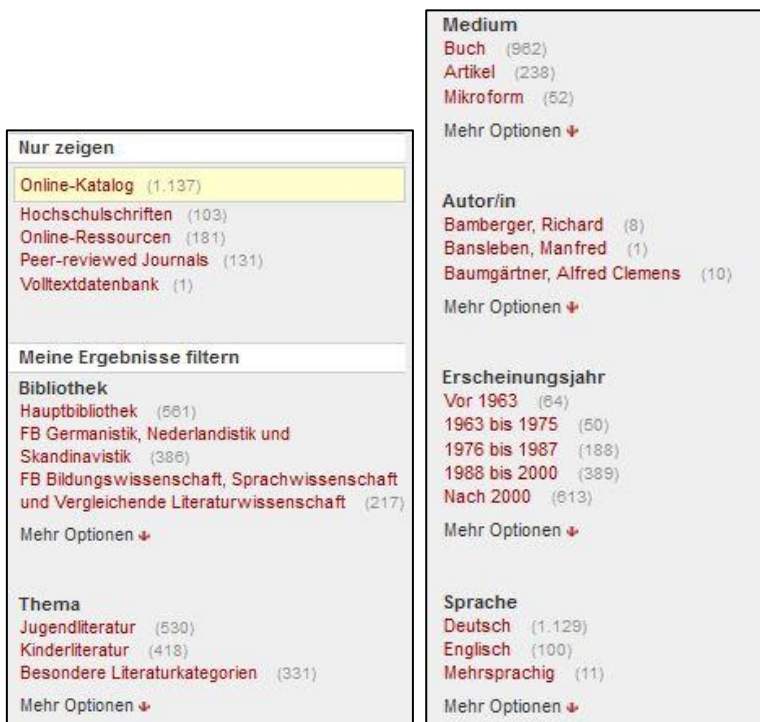 Nur zeigen
Online-Katalog (1.137)
Hochschulschriften (103)
Online-Ressourcen (181)
Peer-reviewed Journals (131)
Volltextdatenbank (1)
Meine Ergebnisse filtern
Bibliothek
Hauptbibliothek (561)
FB Germanistik, Nederlandistik und
Skandinavistik (386)
FB Bildungswissenschaft, Sprachwissenschaft
und Vergleichende Literaturwissenschaft (217)
Mehr Optionen
Thema
Jugendliteratur (530)
Kinderliteratur (418)
Besondere Literaturkategorien (331)
Mehr Optionen
Medium
Buch (962)
Artikel (238)
Mikroform (52)
Mehr Optionen
Autor/in
Bamberger, Richard (8)
Bansleben, Manfred (1)
Baumgärtner, Alfred Clemens (10)
Mehr Optionen
Erscheinungsjahr
Vor 1963 (64)
1963 bis 1975 (50)
1976 bis 1987 (188)
1988 bis 2000 (389)
Nach 2000 (613)
Mehr Optionen
Sprache
Deutsch (1.129)
Englisch (100)
Mehrsprachig (11)
Mehr Optionen